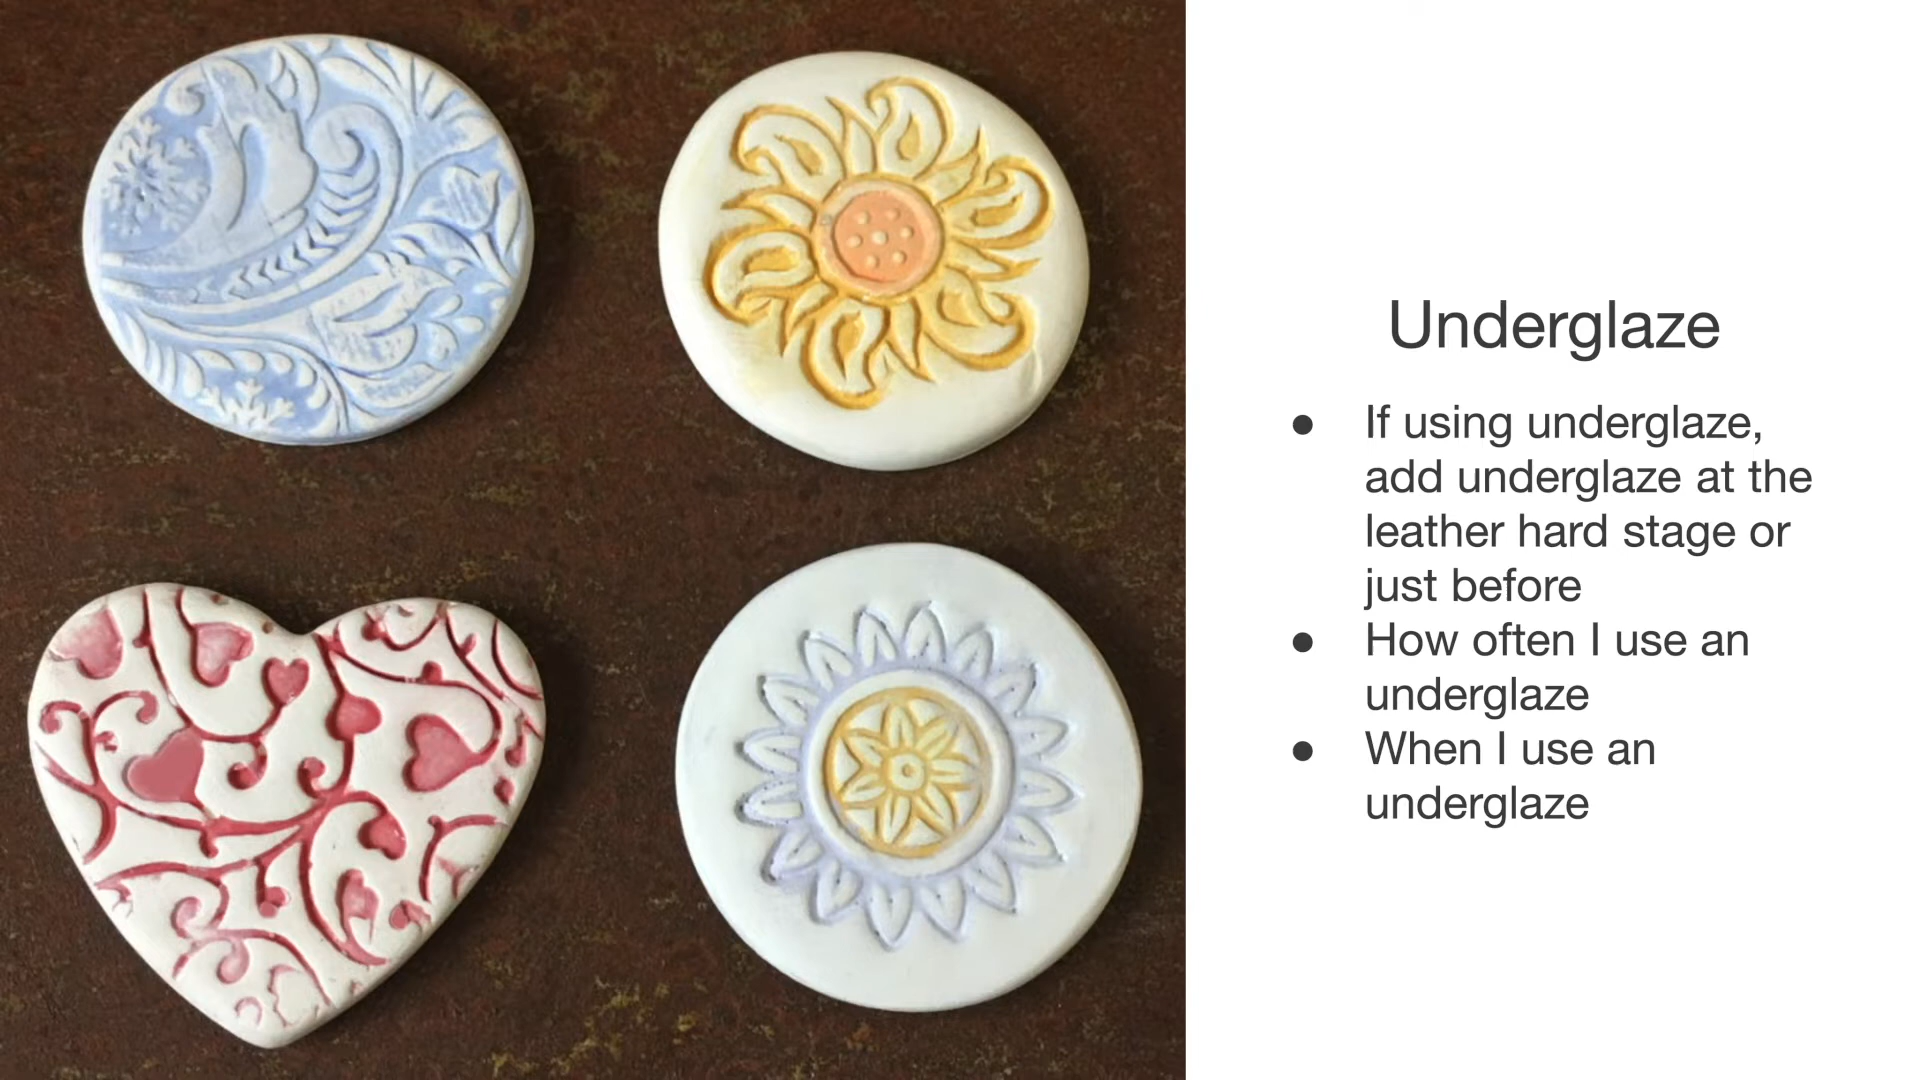 Underglaze
● If using underglaze,
add underglaze at the
leather hard stage or
just before
● How often I use an
underglaze
● When I use an
underglaze